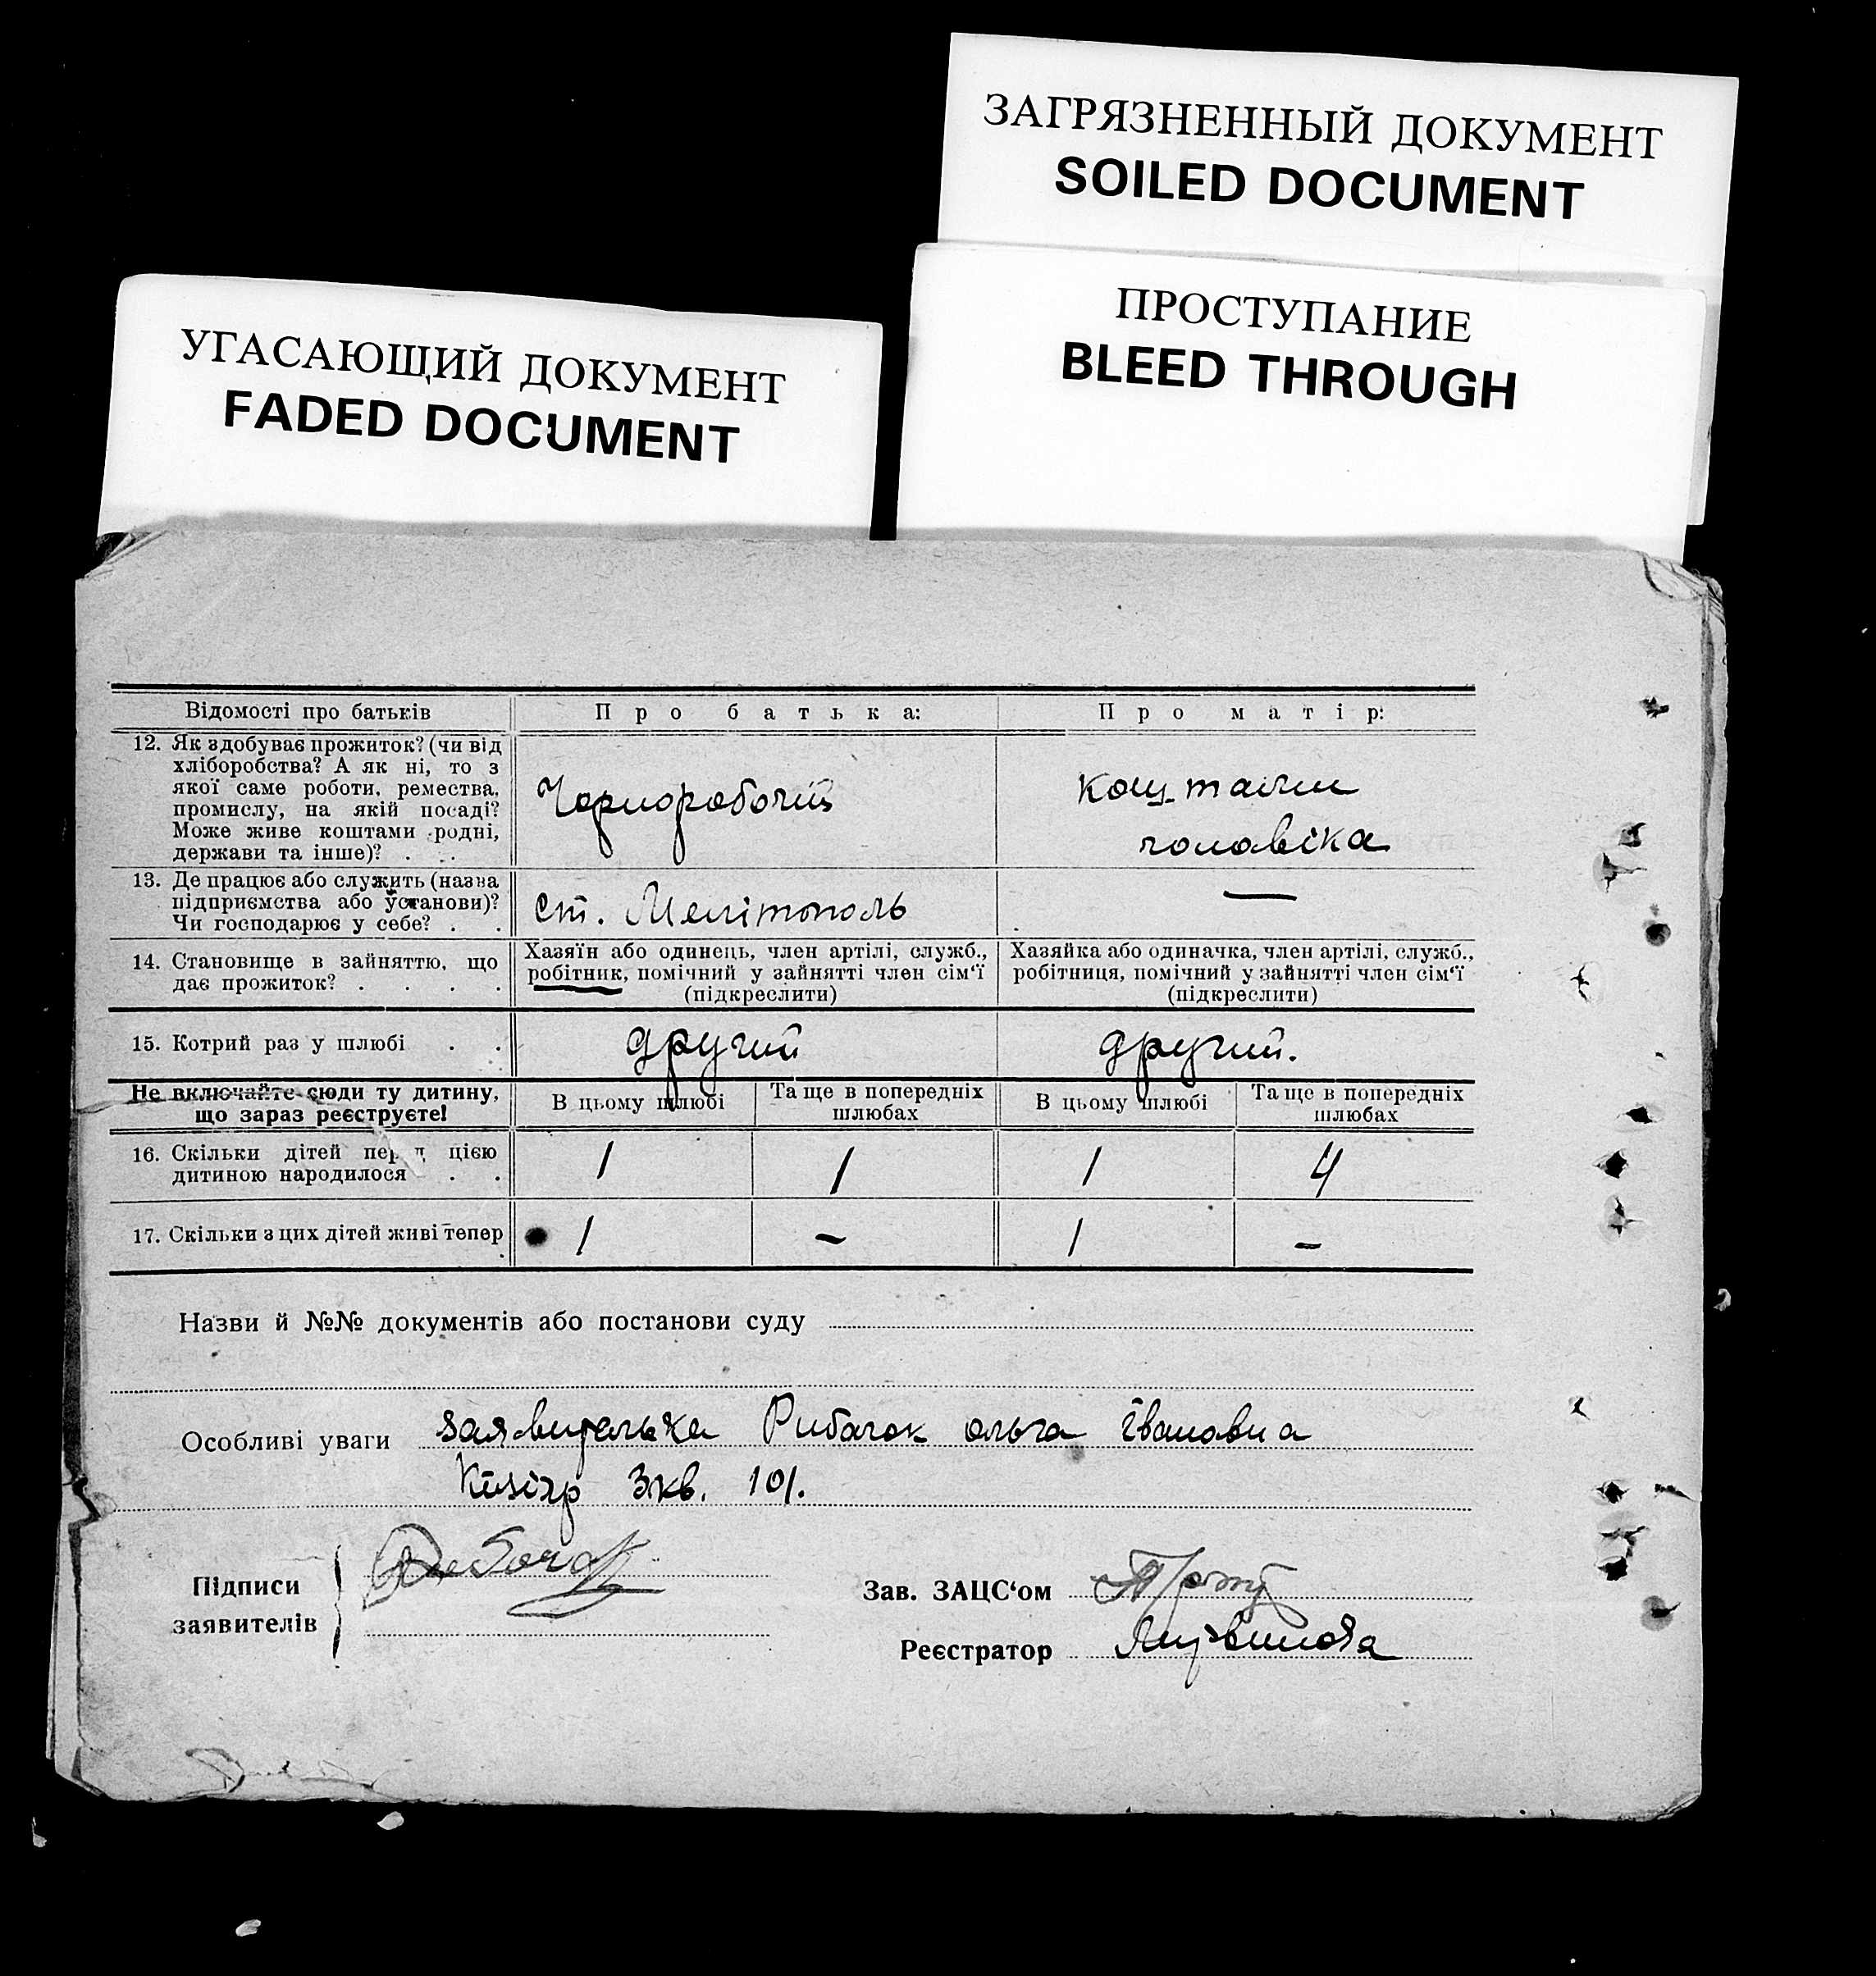 ЗАГРЯЗНЕННЫЙ ДОКУМЕНТ
SOILED DOCUMENT
ПРОСТУПАНИЕ
BLEED THROUGH
УГАСАЮЩИЙ ДОКУМЕНТ
FADED DOCUMENT
Відомості про батьків
Про батька:
Про матір:
12. Як здобуває прожиток? (чи від
хліборобства? А як ні, то з
якої саме роботи, ремества,
промислу, на якій посаді?
Може живе коштами родні,
держави та інше)? . . .
Чорноробочий
коштами
чоловіка
13. Де працює або служить (назва
підприємства або установи)?
Чи господарює у себе? . .
ст. Мелітополь
—
14. Становище в зайняттю, що
дає прожиток? . . . .
Хазяїн або одинець, член артілі, служб.,
робітник, помічний у зайнятті член сім‘ї
(підкреслити)
Хазяйка або одиначка, член артілі, служб.,
робітниця, помічний у зайнятті член сім‘ї
(підкреслити)
15. Котрий раз у шлюбі . .
другий
другий.
Не включайте сюди ту дитину,
що зараз реєструєте!
В цьому шлюбі
Та ще в попередніх
шлюбах
В цьому шлюбі
Та ще в попередніх
шлюбах
16. Скільки дітей перед цією
дитиною народилося . .
1
1
1
4
17. Скільки з цих дітей живі тепер
1
–
1
–
Назви й №№ документів або постанови суду
Особливі уваги
заявителька Рибачок ольга Івановна
Кізіяр 3 кв. 101.
Підписи
заявителів
Зав. ЗАЦС‘ом
Реєстратор